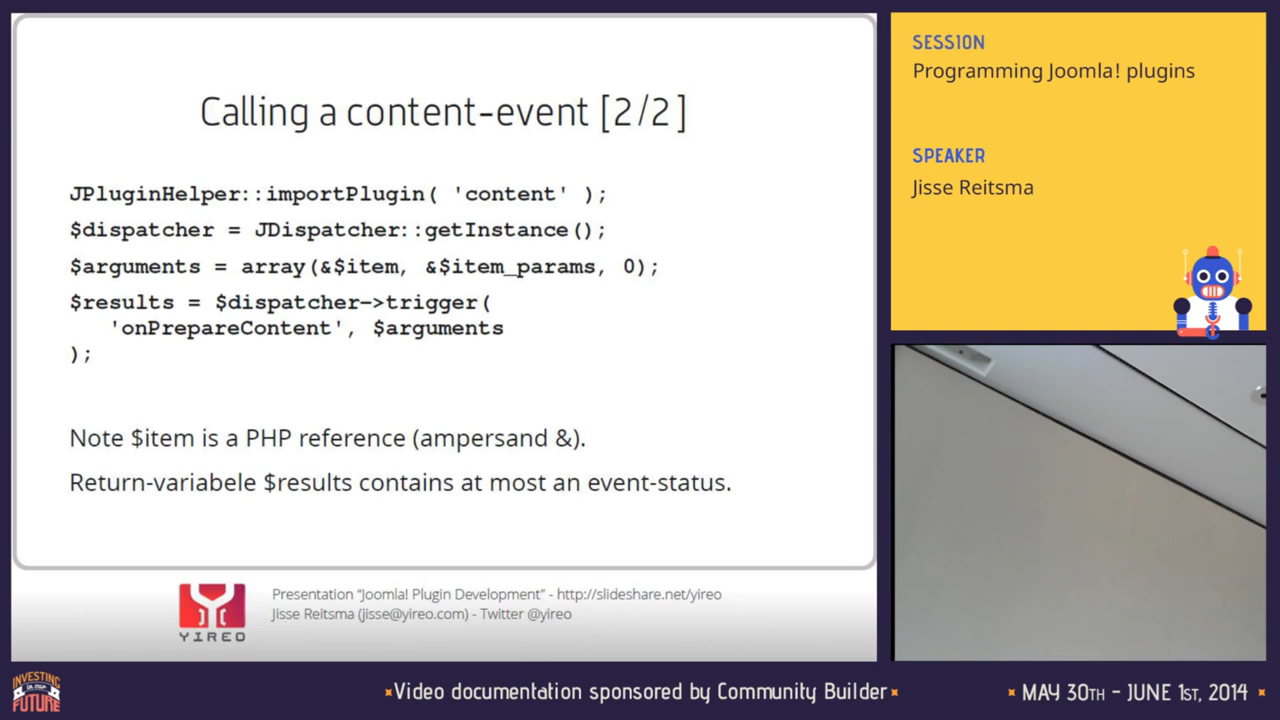 Calling a content-event [2/2]
JPluginHelper::importPlugin( 'content' );
$dispatcher = JDispatcher::getInstance();
$arguments = array(&$item, &$item_params, 0);
$results = $dispatcher->trigger(
'onPrepareContent', $arguments
);
Note $item is a PHP reference (ampersand &).
Return-variabele $results contains at most an event-status.
YIREO
Presentation “Joomla! Plugin Development” - http://slideshare.net/yireo
Jisse Reitsma (jisse@yireo.com) - Twitter @yireo
SESSION
Programming Joomla! plugins
SPEAKER
Jisse Reitsma
INVESTING
IN OUR
FUTURE
Video documentation sponsored by Community Builder
MAY 30TH - JUNE 1ST, 2014